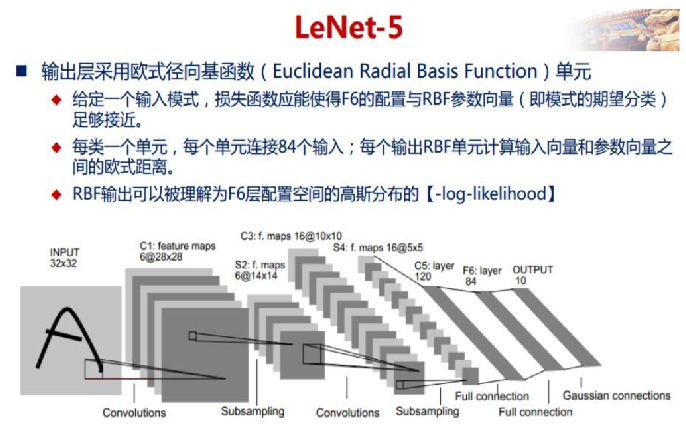 LeNet-5
输出层采用欧式径向基函数（Euclidean Radial Basis Function）单元
给定一个输入模式，损失函数应能使得F6的配置与RBF参数向量（即模式的期望分类）
足够接近。
每类一个单元，每个单元连接84个输入；每个输出RBF单元计算输入向量和参数向量之
间的欧式距离。
RBF输出可以被理解为F6层配置空间的高斯分布的【-log-likelihood】
INPUT
32x32
C1: feature maps
6@28x28
S2: f. maps
6@14x14
C3: f. maps 16@10x10
S4: f. maps 16@5x5
C5: layer
120
F6: layer
84
OUTPUT
10
A
Convolutions
Subsampling
Convolutions
Subsampling
Full connection
Full connection
Gaussian connections